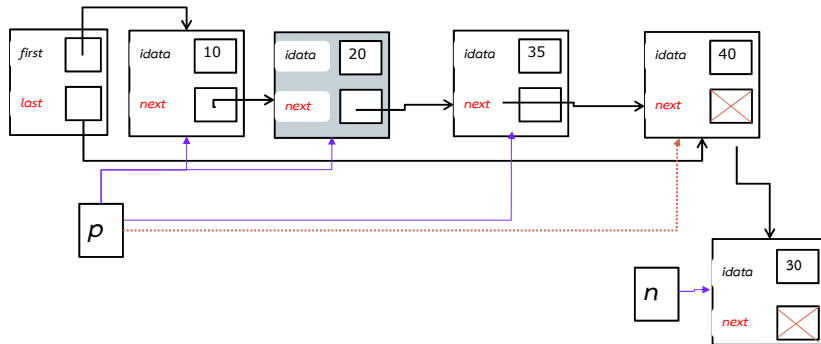 first
last
idata 10
next
idata 20
next
idata 35
next
idata 40
next
p
n
idata 30
next